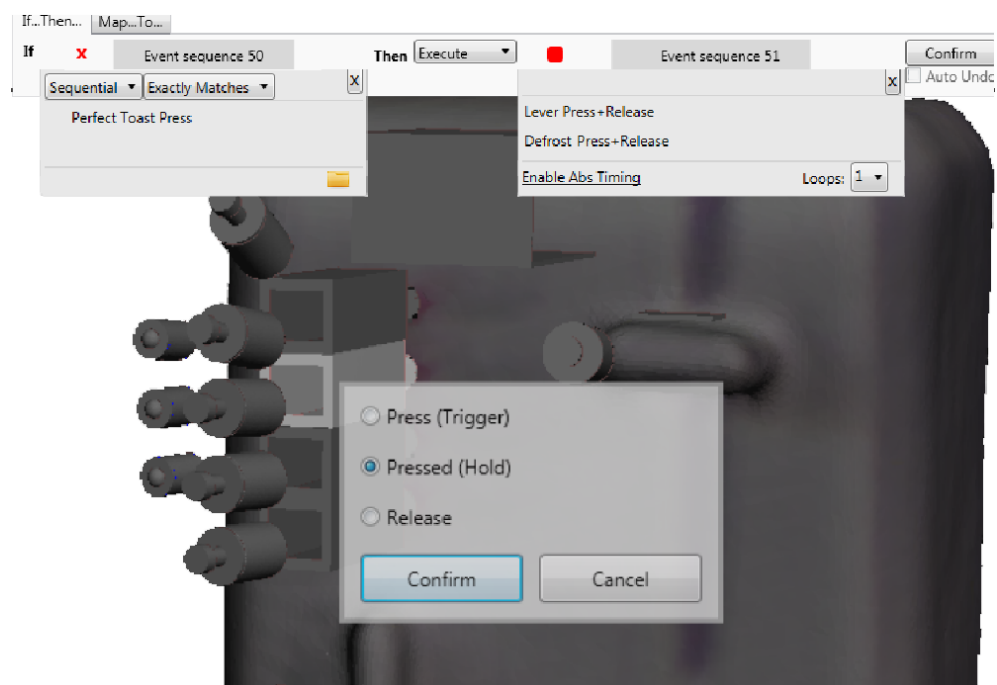 If...Then... Map...To...
If x Event sequence 50 Then Execute Event sequence 51 Confirm
Auto Undo
Sequential Exactly Matches x x
Perfect Toast Press
Lever Press+Release
Defrost Press+Release
Enable Abs Timing Loops: 1
Press (Trigger)
Pressed (Hold)
Release
Confirm Cancel